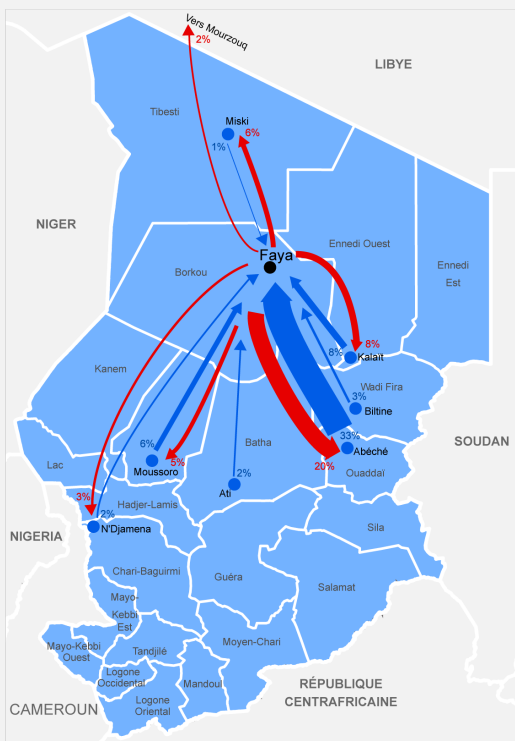 Vers Mourzouq
2%
LIBYE
Tibesti
Miski
6%
1%
NIGER
Ennedi Ouest
Faya
Borkou
Ennedi
Est
8%
8%
Kalaït
Kanem
Wadi Fira
3%
Biltine
33%
SOUDAN
Batha
6%
Abéché
Lac
5%
20%
Moussoro
2%
Ouaddaï
Ati
3%
Hadjer-Lamis
2%
N'Djamena
Sila
NIGERIA
Chari-Baguirmi
Guéra
Salamat
Mayo-
Kebbi
Est
Moyen-Chari
Mayo-Kebbi
Ouest
Tandjilé
Logone
Occidental
Mandoul
RÉPUBLIQUE
CENTRAFRICAINE
Logone
Oriental
CAMEROUN